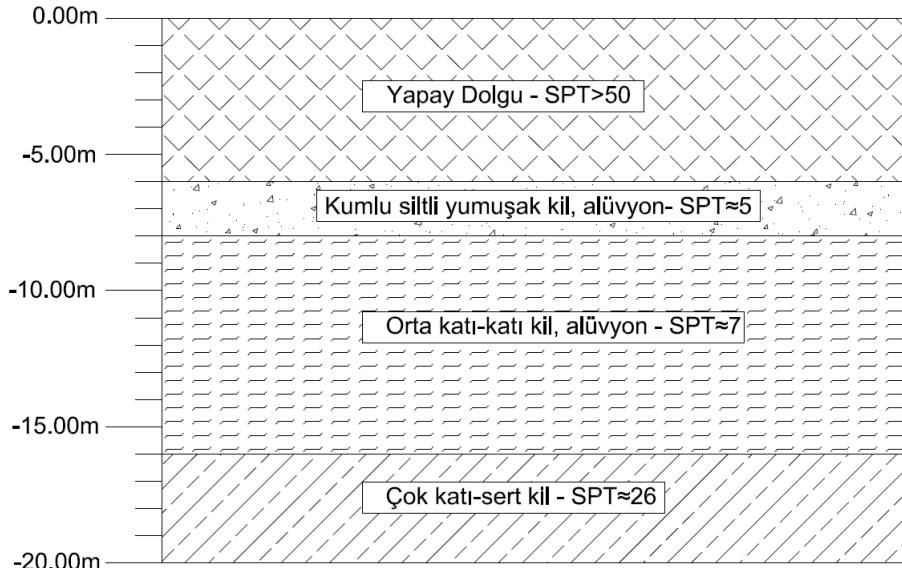 0.00m
Yapay Dolgu - SPT>50
-5.00m
Kumlu siltli yumuşak kil, alüvyon- SPT≈5
-10.00m
Orta katı-katı kil, alüvyon - SPT≈7
-15.00m
Çok katı-sert kil - SPT≈26
-20.00m